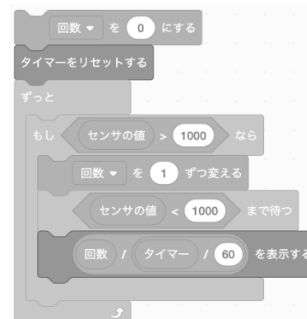 回数 ▼ を 0 にする
タイマーをリセットする
ずっと
もし センサの値 > 1000 なら
回数 ▼ を 1 ずつ変える
センサの値 < 1000 まで待つ
回数 / タイマー / 60 を表示する